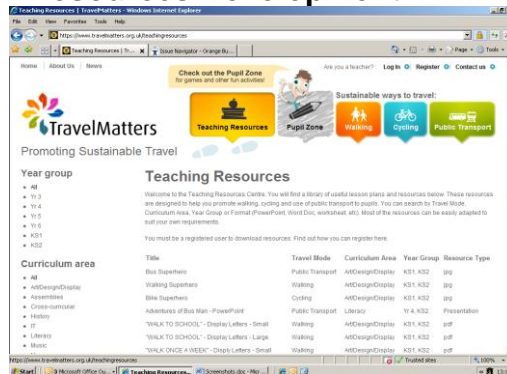 Teaching Resources | TravelMatters - Windows Internet Explorer
File Edit View Favorites Tools Help
https://www.travelmatters.org.uk/teachingresources
Teaching Resources | Tr...
Issue Navigator - Orange Bu...
Page
Tools
Home | About Us | News
Check out the Pupil Zone
for games and other fun activities!
Are you a teacher? Log In Register Contact us
TravelMatters
Promoting Sustainable Travel
Teaching Resources
Pupil Zone
Sustainable ways to travel:
Walking
Cycling
Public Transport
Year group
All
Yr 3
Yr 4
Yr 5
Yr 6
KS1
KS2
Curriculum area
All
Art/Design/Display
Assemblies
Cross-curricular
History
IT
Literacy
Maths
Music
Teaching Resources
Welcome to the Teaching Resources Centre. You will find a library of useful lesson plans and resources below. These resources
are designed to help you promote walking, cycling and use of public transport to pupils. You can search by Travel Mode,
Curriculum Area, Year Group or Format (PowerPoint, Word Doc, worksheet, etc). Most of the resources can be easily adapted to
suit your own requirements.
You must be a registered user to download resources. Find out how you can register here.
Title Travel Mode Curriculum Area Year Group Resource Type
Bus Superhero Public Transport Art/Design/Display KS1, KS2 jpg
Walking Superhero Walking Art/Design/Display KS1, KS2 jpg
Bike Superhero Cycling Art/Design/Display KS1, KS2 jpg
Adventures of Bus Man - PowerPoint Public Transport Literacy Yr 4, KS2 Presentation
"WALK TO SCHOOL" - Display Letters - Small Walking Art/Design/Display KS1, KS2 pdf
"WALK TO SCHOOL" - Display Letters - Large Walking Art/Design/Display KS1, KS2 pdf
"WALK ONCE A WEEK" - Display Letters - Small Walking Art/Design/Display KS1, KS2 pdf
https://www.travelmatters.org.uk/teachingresources
Trusted sites
100%
Start
3 Microsoft Office Ou...
Teaching Resources...
Screenshots.doc - Micr...